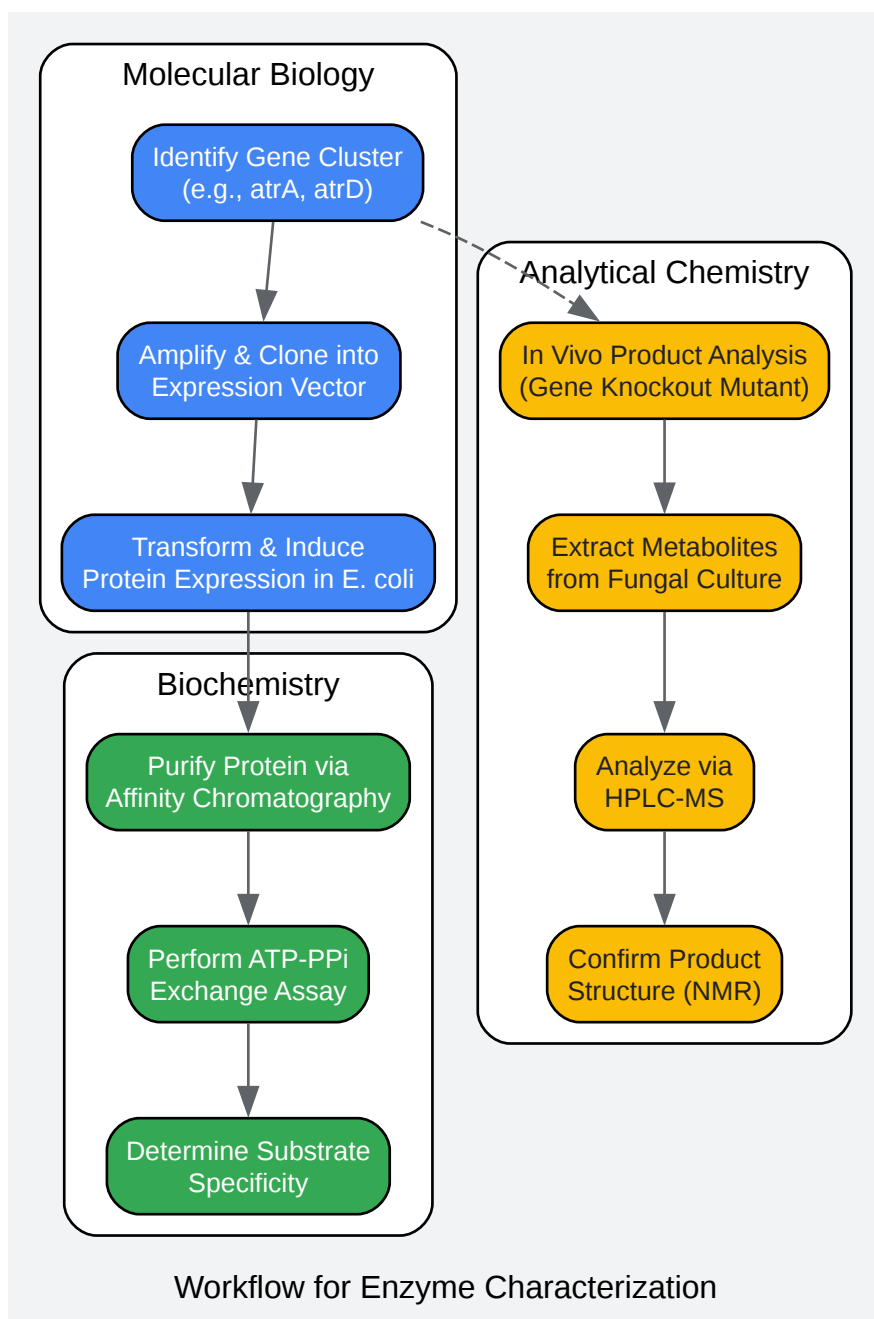 Molecular Biology
Identify Gene Cluster
(e.g., atrA, atrD)
Amplify & Clone into
Expression Vector
Transform & Induce
Protein Expression in E. coli
Biochemistry
Purify Protein via
Affinity Chromatography
Perform ATP-PPi
Exchange Assay
Determine Substrate
Specificity
Analytical Chemistry
In Vivo Product Analysis
(Gene Knockout Mutant)
Extract Metabolites
from Fungal Culture
Analyze via
HPLC-MS
Confirm Product
Structure (NMR)
Workflow for Enzyme Characterization